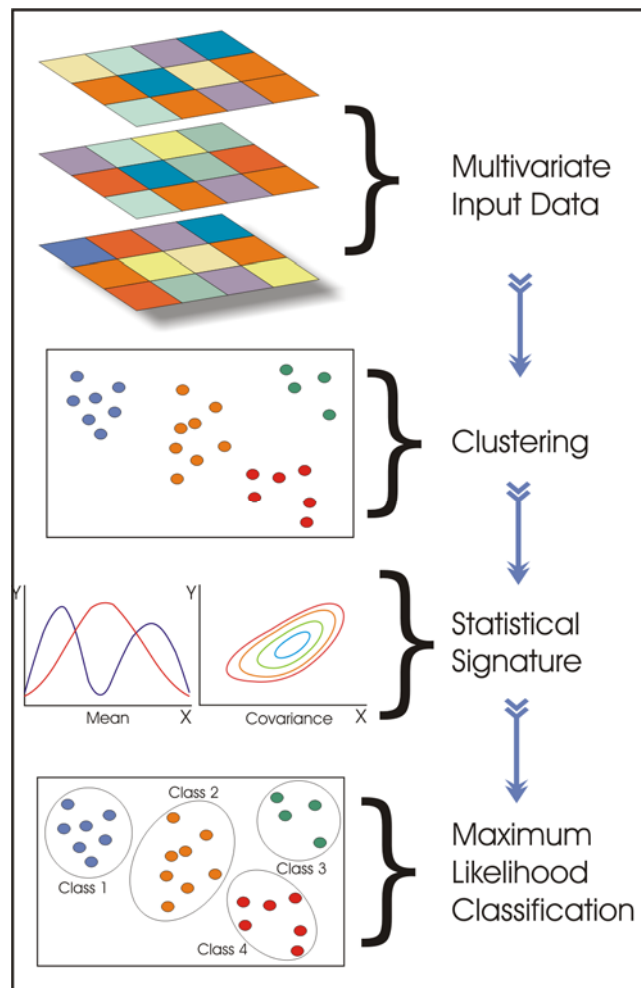 Multivariate
Input Data
Clustering
Y
Y
Mean
X
Covariance
X
Statistical
Signature
Class 1
Class 2
Class 3
Class 4
Maximum
Likelihood
Classification